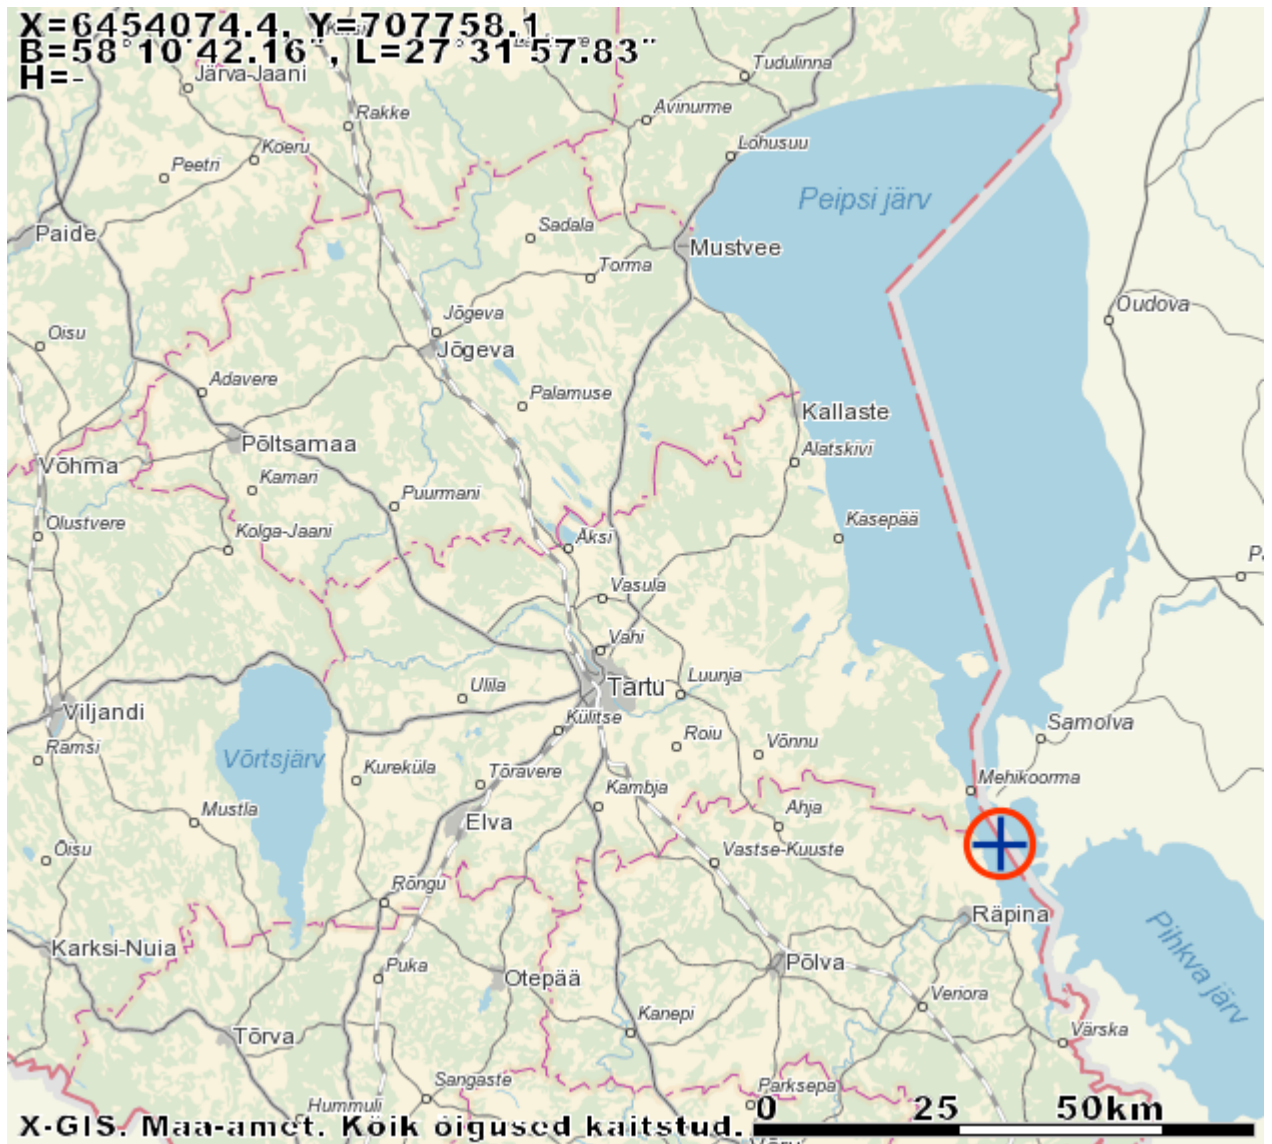 X=6454074.4, Y=707758.1
B=58°10'42.16", L=27°31'57.83"
H=-
Järva-Jaani
Tudulinna
Rakke
Avinurme
Koeru
Lohusuu
Peetri
Peipsi järv
Paide
Sadala
Mustvee
Torma
Oisu
Jõgeva
Oudova
Jõgeva
Adavere
Palamuse
Kallaste
Põltsamaa
Alatskivi
Võhma
Kamari
Puurmani
Olustvere
Kolga-Jaani
Kasepää
Äksi
Vasula
Vahi
Tartu
Luunja
Ulila
Viljandi
Külitse
Samolva
Ramsi
Võrtsjärv
Roiu
Võnnu
Kureküla
Tõravere
Mehikoorma
Kambja
Mustla
Ahja
Elva
Õisu
Vastse-Kuuste
Rõngu
Räpina
Karksi-Nuia
Põlva
Pihkva järv
Puka
Otepää
Veriora
Kanepi
Tõrva
Värska
Sangaste
Parksepa
Hummuli
0 25 50km
X-GIS. Maa-amet. Kõik õigused kaitstud.
Võru